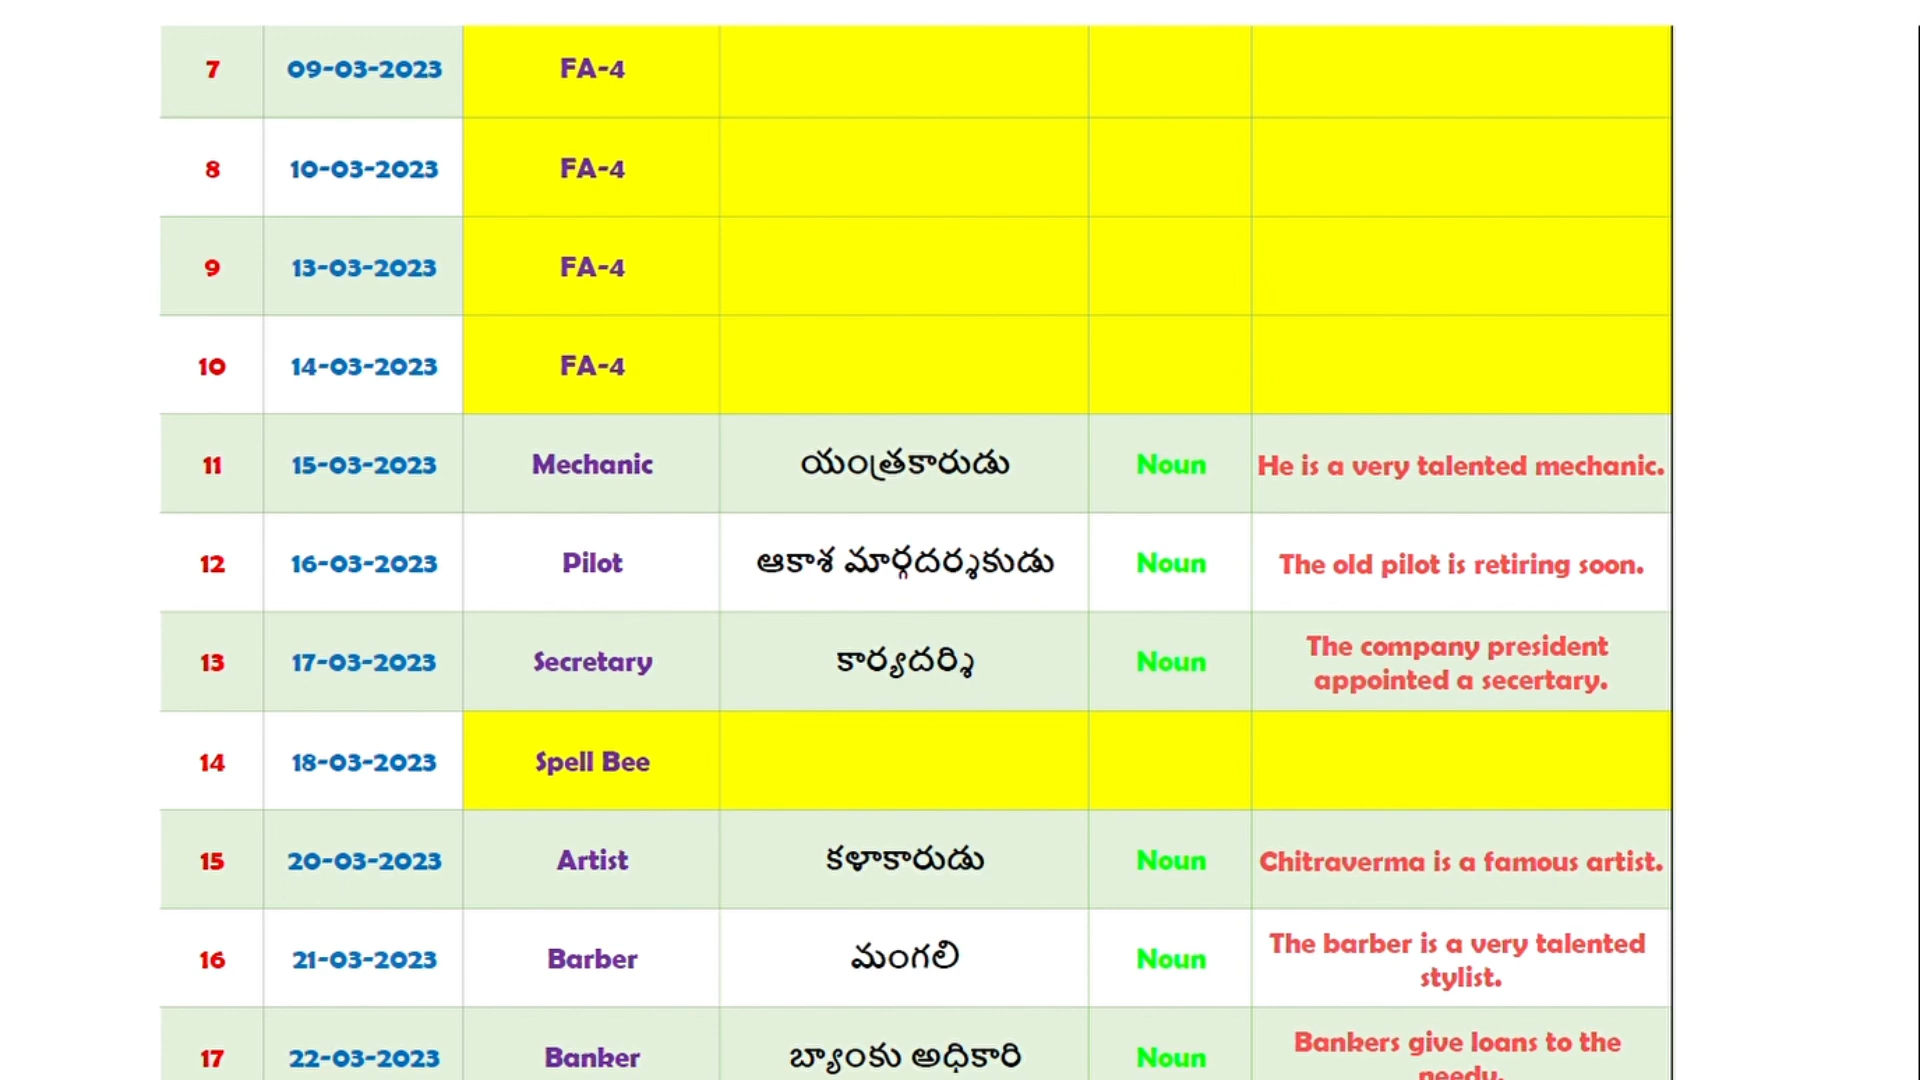 7 09-03-2023 FA-4
8 10-03-2023 FA-4
9 13-03-2023 FA-4
10 14-03-2023 FA-4
11 15-03-2023 Mechanic యంత్రకారుడు Noun He is a very talented mechanic.
12 16-03-2023 Pilot ఆకాశ మార్గదర్శకుడు Noun The old pilot is retiring soon.
13 17-03-2023 Secretary కార్యదర్శి Noun The company president
appointed a secertary.
14 18-03-2023 Spell Bee
15 20-03-2023 Artist కళాకారుడు Noun Chitraverma is a famous artist.
16 21-03-2023 Barber మంగలి Noun The barber is a very talented
stylist.
17 22-03-2023 Banker బ్యాంకు అధికారి Noun Bankers give loans to the
needy.